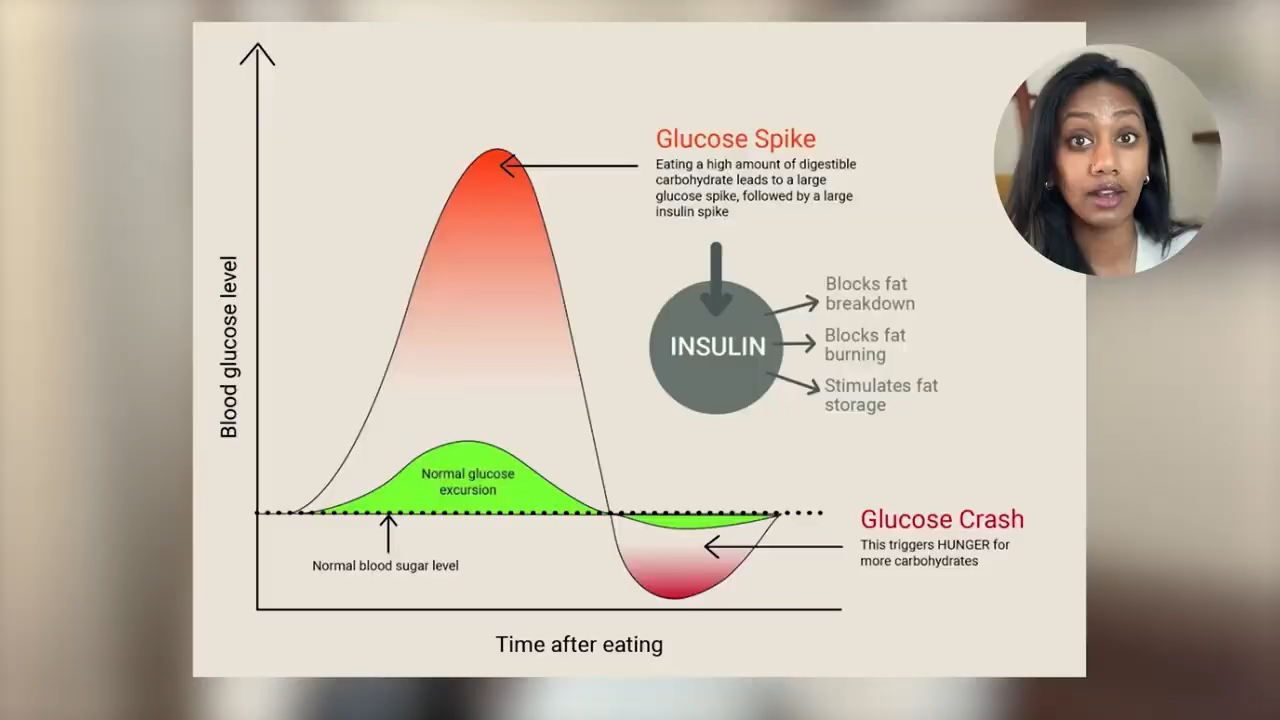 Glucose Spike
Eating a high amount of digestible
carbohydrate leads to a large
glucose spike, followed by a large
insulin spike
Blocks fat
breakdown
INSULIN
Blocks fat
burning
Stimulates fat
storage
Blood glucose level
Normal glucose
excursion
Normal blood sugar level
Glucose Crash
This triggers HUNGER for
more carbohydrates
Time after eating